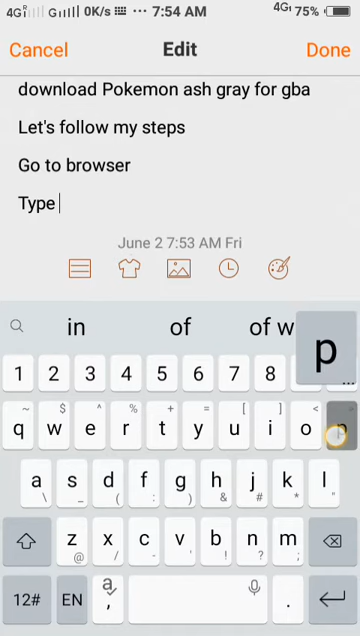 4G R G 0K/s ··· 7:54 AM 4G 75%
Cancel Edit Done
download Pokemon ash gray for gba
Let's follow my steps
Go to browser
Type
June 2 7:53 AM Fri
in of of w
p
1 2 3 4 5 6 7 8 ...
~ $ ^ % + = [ ] <
q w e r t y u i o p
a s d f g h j k l
\ _ ( : ) & # * "
z x c v b n m
@ / - ' ! ? ;
12# EN a , .